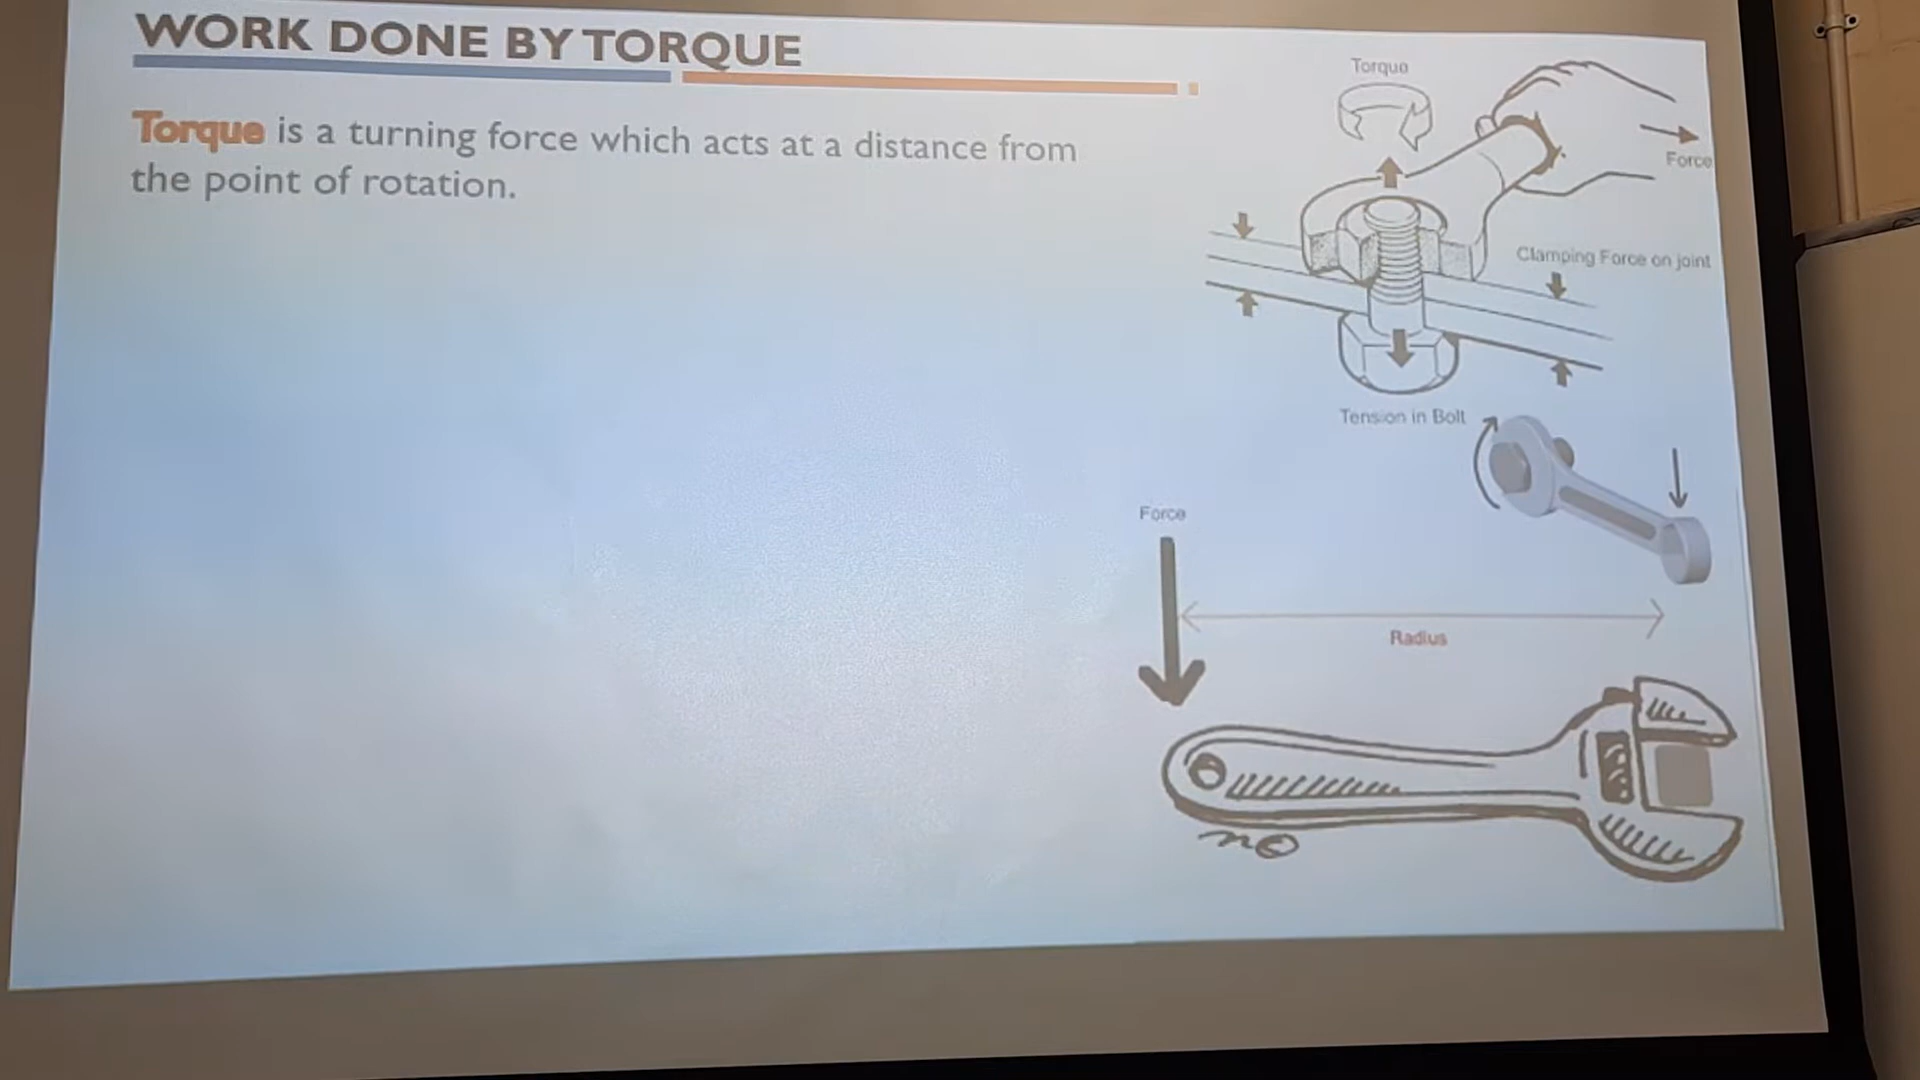 WORK DONE BY TORQUE
Torque is a turning force which acts at a distance from
the point of rotation.
Torque
Force
Clamping Force on joint
Tension in Bolt
Force
Radius